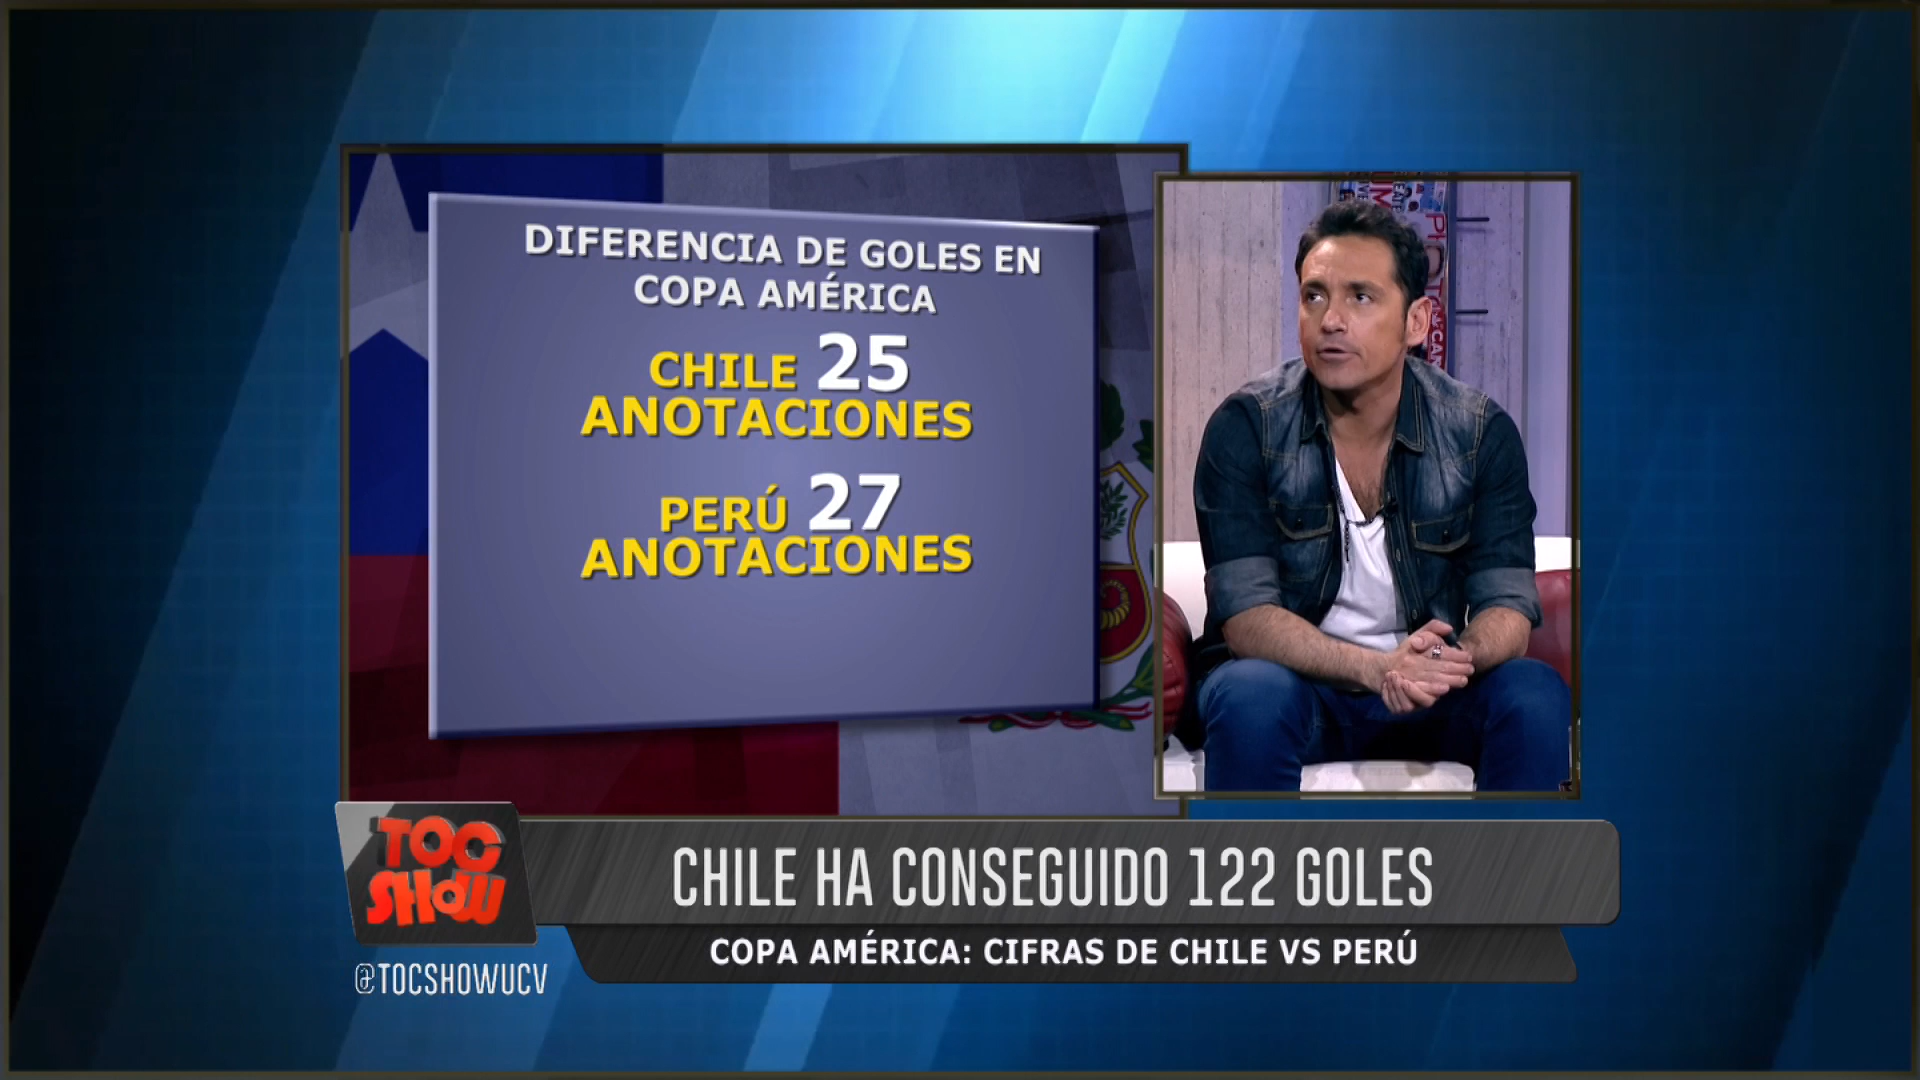 DIFERENCIA DE GOLES EN
COPA AMÉRICA
CHILE 25
ANOTACIONES
PERÚ 27
ANOTACIONES
TOC
SHOW
CHILE HA CONSEGUIDO 122 GOLES
COPA AMÉRICA: CIFRAS DE CHILE VS PERÚ
@TOCSHOWUCV